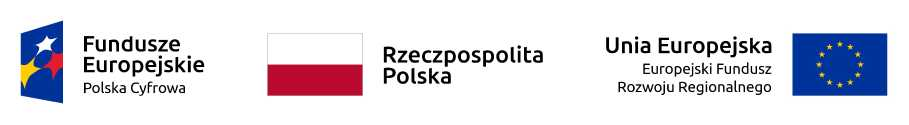 Fundusze
Europejskie
Polska Cyfrowa
Rzeczpospolita
Polska
Unia Europejska
Europejski Fundusz
Rozwoju Regionalnego